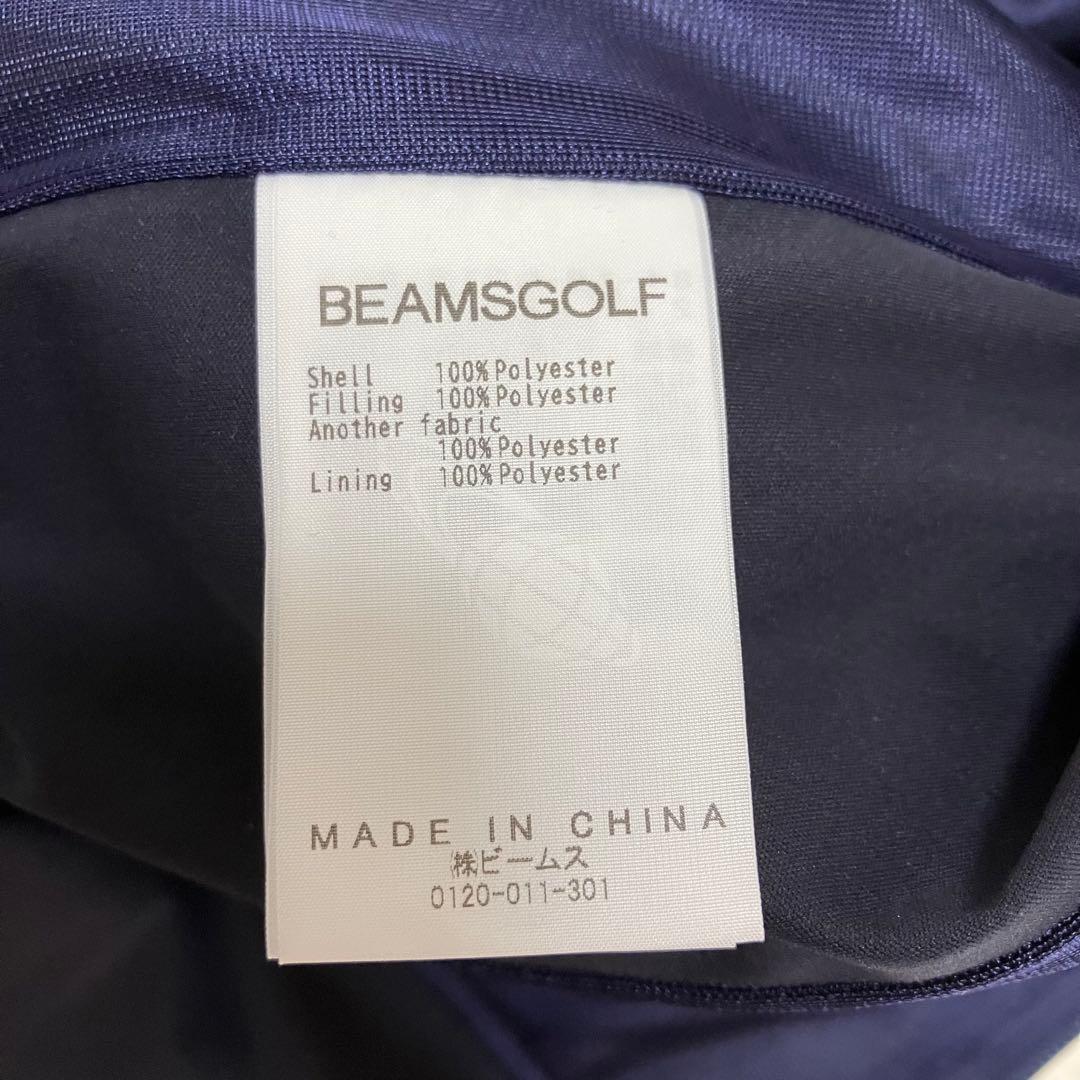 BEAMSGOLF
Shell 100%Polyester
Filling 100%Polyester
Another fabric
100%Polyester
Lining 100%Polyester
MADE IN CHINA
㈱ビームス
0120-011-301